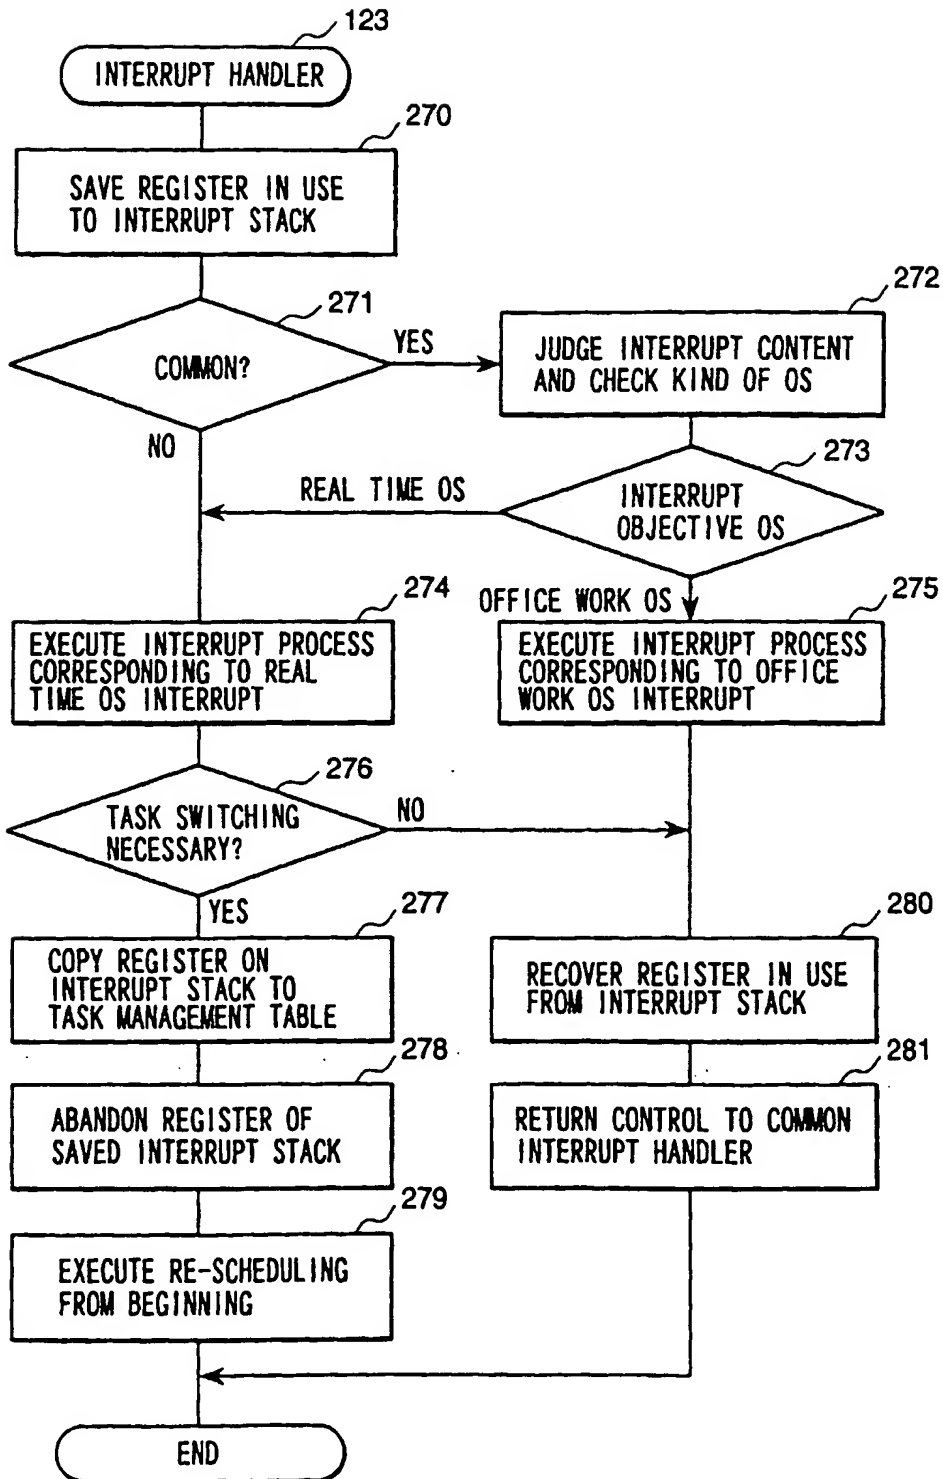 123
INTERRUPT HANDLER
270
SAVE REGISTER IN USE
TO INTERRUPT STACK
271
COMMON?
YES
NO
272
JUDGE INTERRUPT CONTENT
AND CHECK KIND OF OS
273
INTERRUPT
OBJECTIVE OS
REAL TIME OS
OFFICE WORK OS
274
EXECUTE INTERRUPT PROCESS
CORRESPONDING TO REAL
TIME OS INTERRUPT
275
EXECUTE INTERRUPT PROCESS
CORRESPONDING TO OFFICE
WORK OS INTERRUPT
276
TASK SWITCHING
NECESSARY?
NO
YES
277
COPY REGISTER ON
INTERRUPT STACK TO
TASK MANAGEMENT TABLE
278
ABANDON REGISTER OF
SAVED INTERRUPT STACK
279
EXECUTE RE-SCHEDULING
FROM BEGINNING
280
RECOVER REGISTER IN USE
FROM INTERRUPT STACK
281
RETURN CONTROL TO COMMON
INTERRUPT HANDLER
END